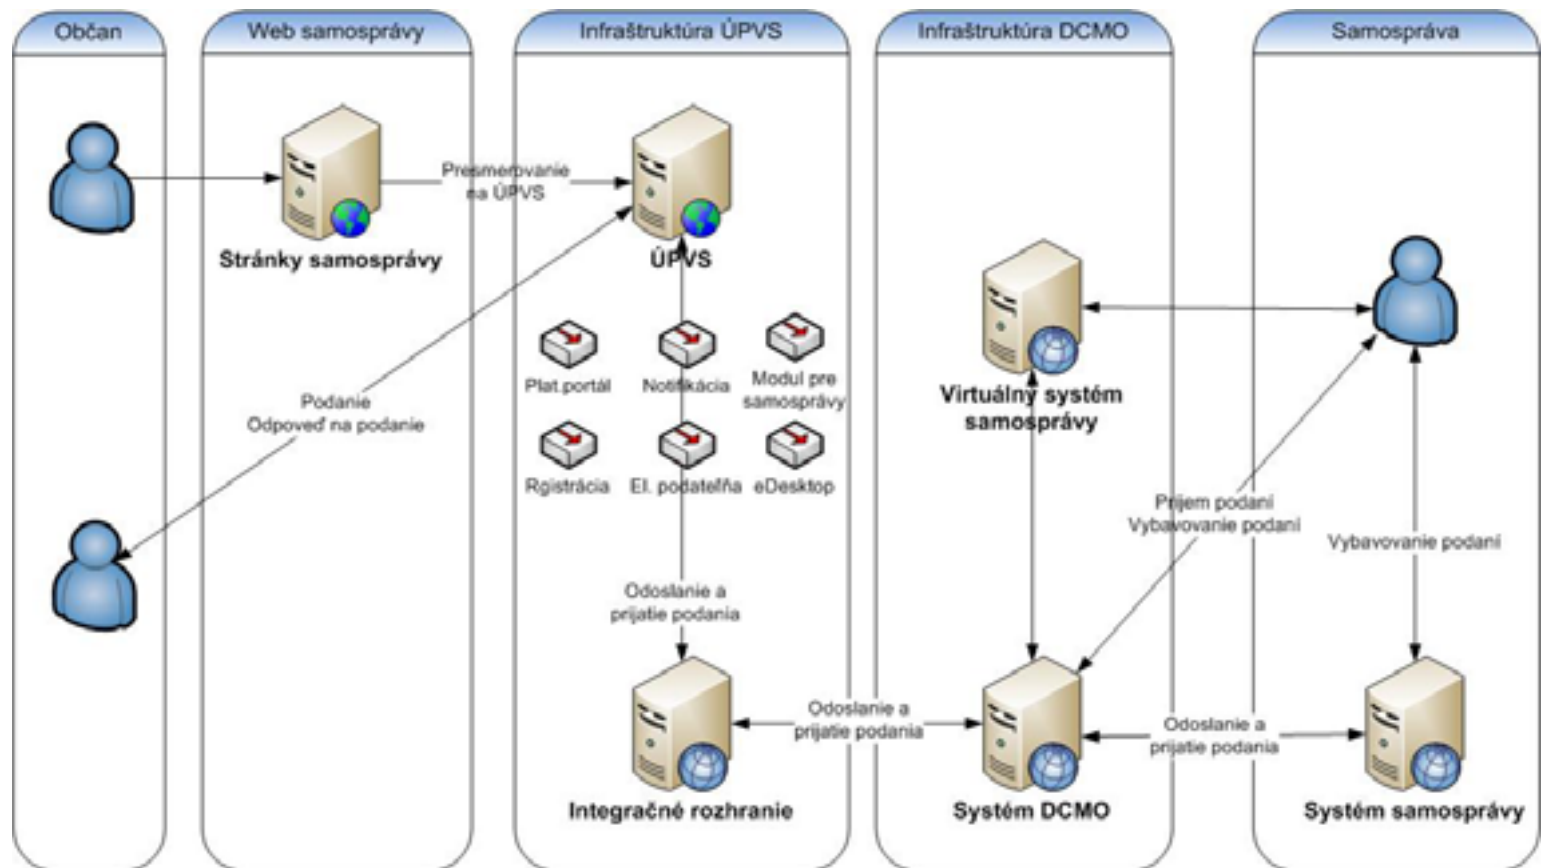 Občan
Web samosprávy
Infraštruktúra ÚPVS
Infraštruktúra DCMO
Samospráva
Presmerovanie
na ÚPVS
Stránky samosprávy
ÚPVS
Plat.portál
Notifikácia
Modul pre
samosprávy
Virtuálny systém
samosprávy
Podanie
Odpoveď na podanie
Rgistrácia
El. podateľňa
eDesktop
Príjem podaní
Vybavovanie podaní
Vybavovanie podaní
Odoslanie a
prijatie podania
Odoslanie a
prijatie podania
Odoslanie a
prijatie podania
Integračné rozhranie
Systém DCMO
Systém samosprávy